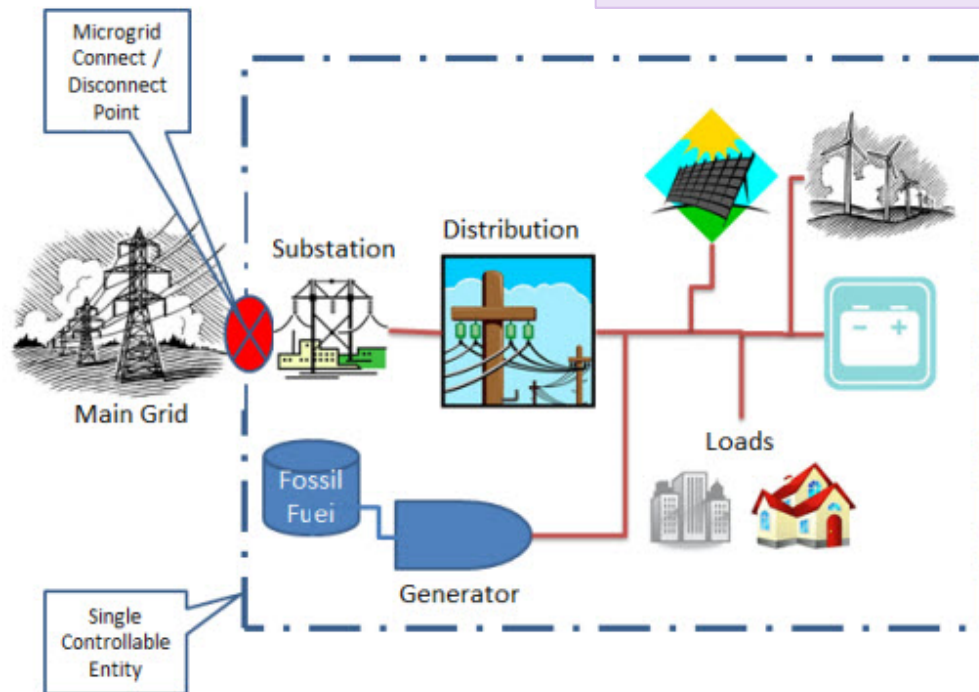 Microgrid
Connect /
Disconnect
Point
Substation
Distribution
Main Grid
Loads
Fossil
Fuei
Generator
Single
Controllable
Entity